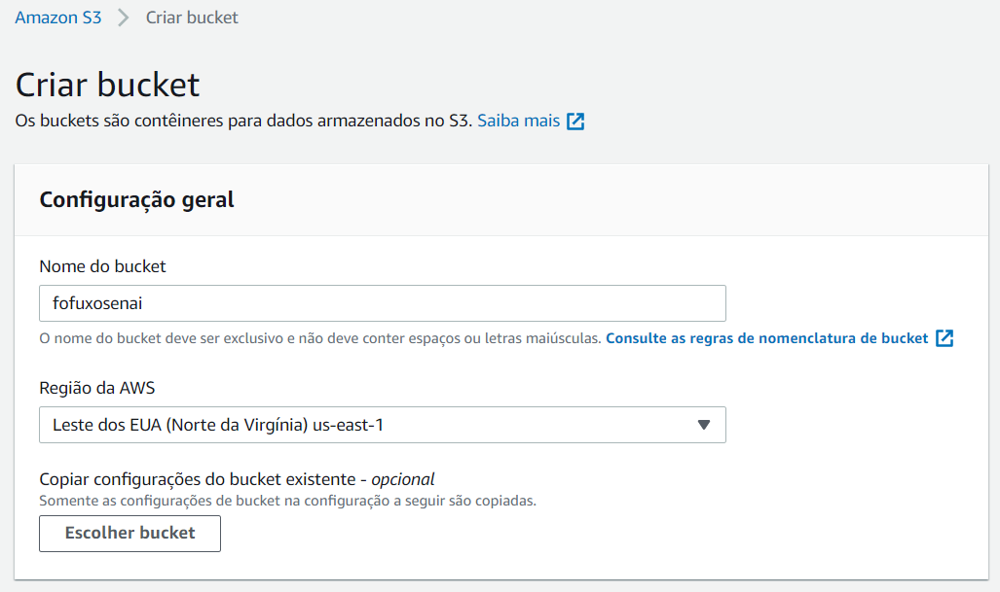 Amazon S3 > Criar bucket
Criar bucket
Os buckets são contêineres para dados armazenados no S3. Saiba mais
Configuração geral
Nome do bucket
fofuxosenai
O nome do bucket deve ser exclusivo e não deve conter espaços ou letras maiúsculas. Consulte as regras de nomenclatura de bucket
Região da AWS
Leste dos EUA (Norte da Virgínia) us-east-1
Copiar configurações do bucket existente - opcional
Somente as configurações de bucket na configuração a seguir são copiadas.
Escolher bucket